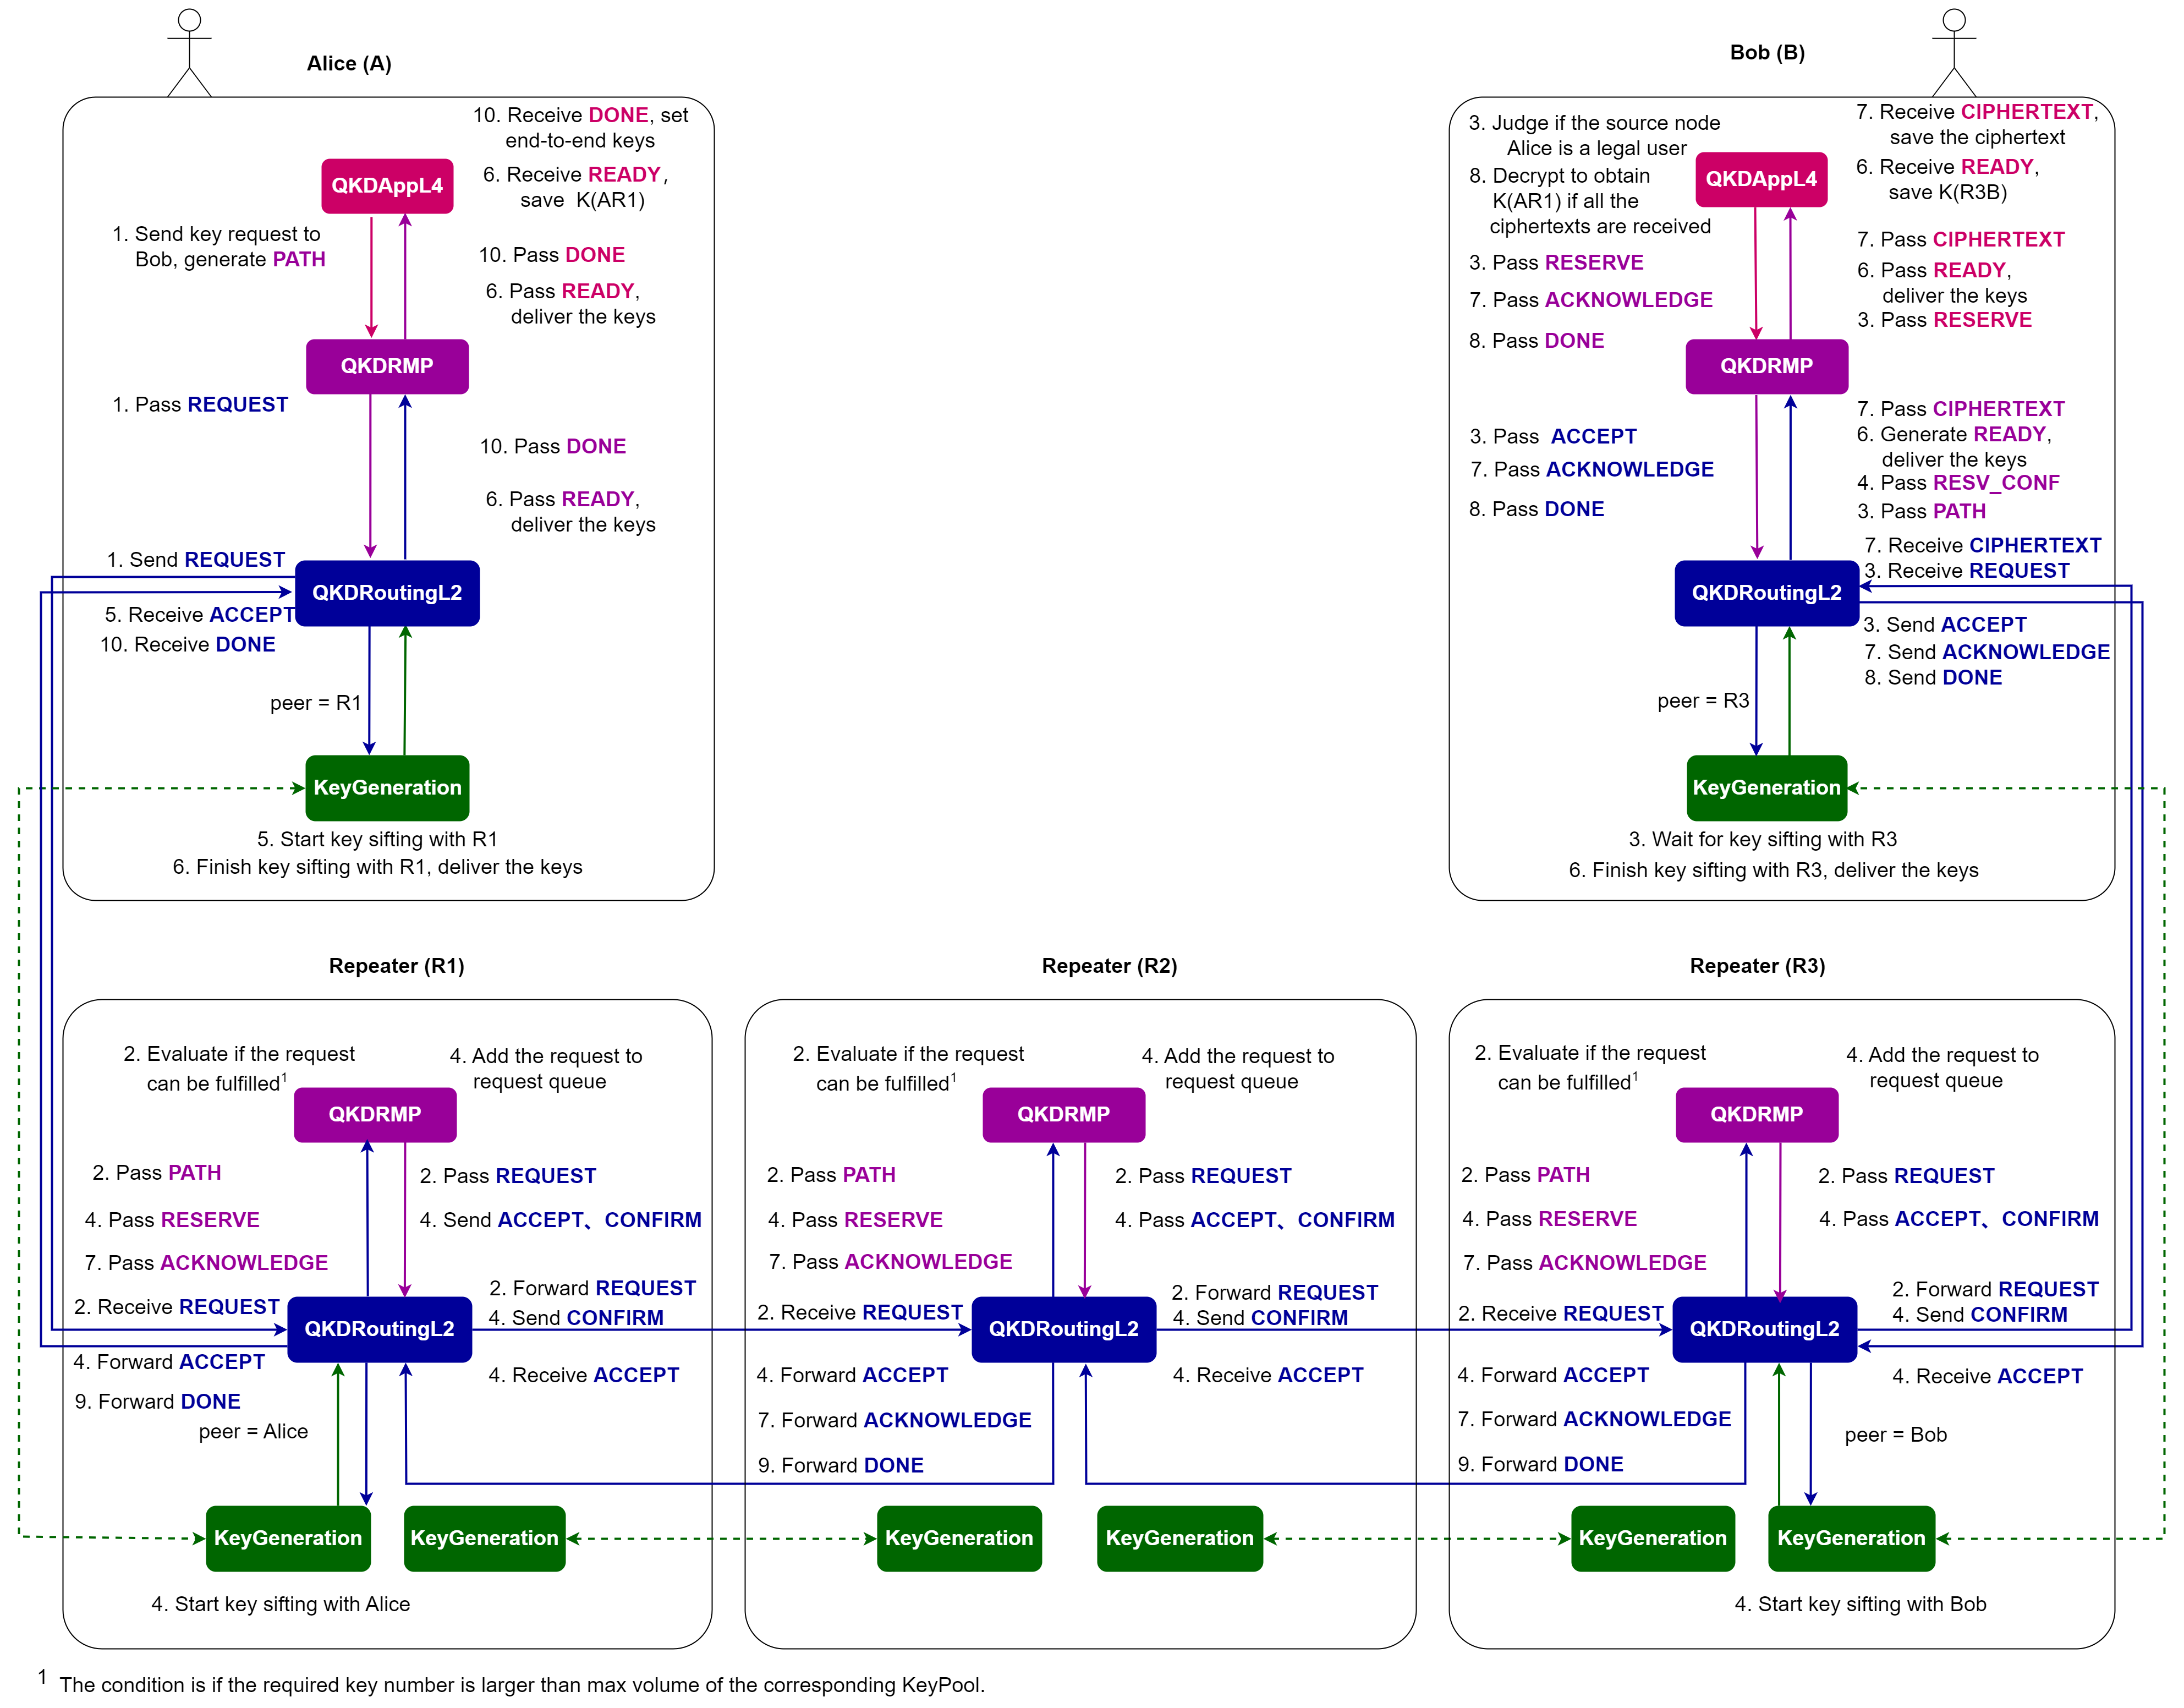 Alice (A)
10. Receive DONE, set
end-to-end keys
6. Receive READY,
save K(AR1)
QKDAppL4
1. Send key request to
Bob, generate PATH
10. Pass DONE
6. Pass READY,
deliver the keys
QKDRMP
1. Pass REQUEST
10. Pass DONE
6. Pass READY,
deliver the keys
1. Send REQUEST
QKDRoutingL2
5. Receive ACCEPT
10. Receive DONE
peer = R1
KeyGeneration
5. Start key sifting with R1
6. Finish key sifting with R1, deliver the keys
Bob (B)
3. Judge if the source node
Alice is a legal user
8. Decrypt to obtain
K(AR1) if all the
ciphertexts are received
7. Receive CIPHERTEXT,
save the ciphertext
6. Receive READY,
save K(R3B)
QKDAppL4
3. Pass RESERVE
7. Pass ACKNOWLEDGE
8. Pass DONE
7. Pass CIPHERTEXT
6. Pass READY,
deliver the keys
3. Pass RESERVE
QKDRMP
3. Pass ACCEPT
7. Pass ACKNOWLEDGE
8. Pass DONE
7. Pass CIPHERTEXT
6. Generate READY,
deliver the keys
4. Pass RESV_CONF
3. Pass PATH
7. Receive CIPHERTEXT
3. Receive REQUEST
QKDRoutingL2
3. Send ACCEPT
7. Send ACKNOWLEDGE
8. Send DONE
peer = R3
KeyGeneration
3. Wait for key sifting with R3
6. Finish key sifting with R3, deliver the keys
Repeater (R1)
2. Evaluate if the request
can be fulfilled1
4. Add the request to
request queue
QKDRMP
2. Pass PATH
4. Pass RESERVE
7. Pass ACKNOWLEDGE
2. Pass REQUEST
4. Send ACCEPT、CONFIRM
2. Receive REQUEST
2. Forward REQUEST
4. Send CONFIRM
QKDRoutingL2
4. Forward ACCEPT
9. Forward DONE
4. Receive ACCEPT
peer = Alice
KeyGeneration
KeyGeneration
4. Start key sifting with Alice
Repeater (R2)
2. Evaluate if the request
can be fulfilled1
4. Add the request to
request queue
QKDRMP
2. Pass PATH
4. Pass RESERVE
7. Pass ACKNOWLEDGE
2. Pass REQUEST
4. Pass ACCEPT、CONFIRM
2. Receive REQUEST
2. Forward REQUEST
4. Send CONFIRM
QKDRoutingL2
4. Forward ACCEPT
7. Forward ACKNOWLEDGE
9. Forward DONE
4. Receive ACCEPT
KeyGeneration
KeyGeneration
Repeater (R3)
2. Evaluate if the request
can be fulfilled1
4. Add the request to
request queue
QKDRMP
2. Pass PATH
4. Pass RESERVE
7. Pass ACKNOWLEDGE
2. Pass REQUEST
4. Pass ACCEPT、CONFIRM
2. Receive REQUEST
2. Forward REQUEST
4. Send CONFIRM
QKDRoutingL2
4. Forward ACCEPT
7. Forward ACKNOWLEDGE
9. Forward DONE
4. Receive ACCEPT
peer = Bob
KeyGeneration
KeyGeneration
4. Start key sifting with Bob
1 The condition is if the required key number is larger than max volume of the corresponding KeyPool.